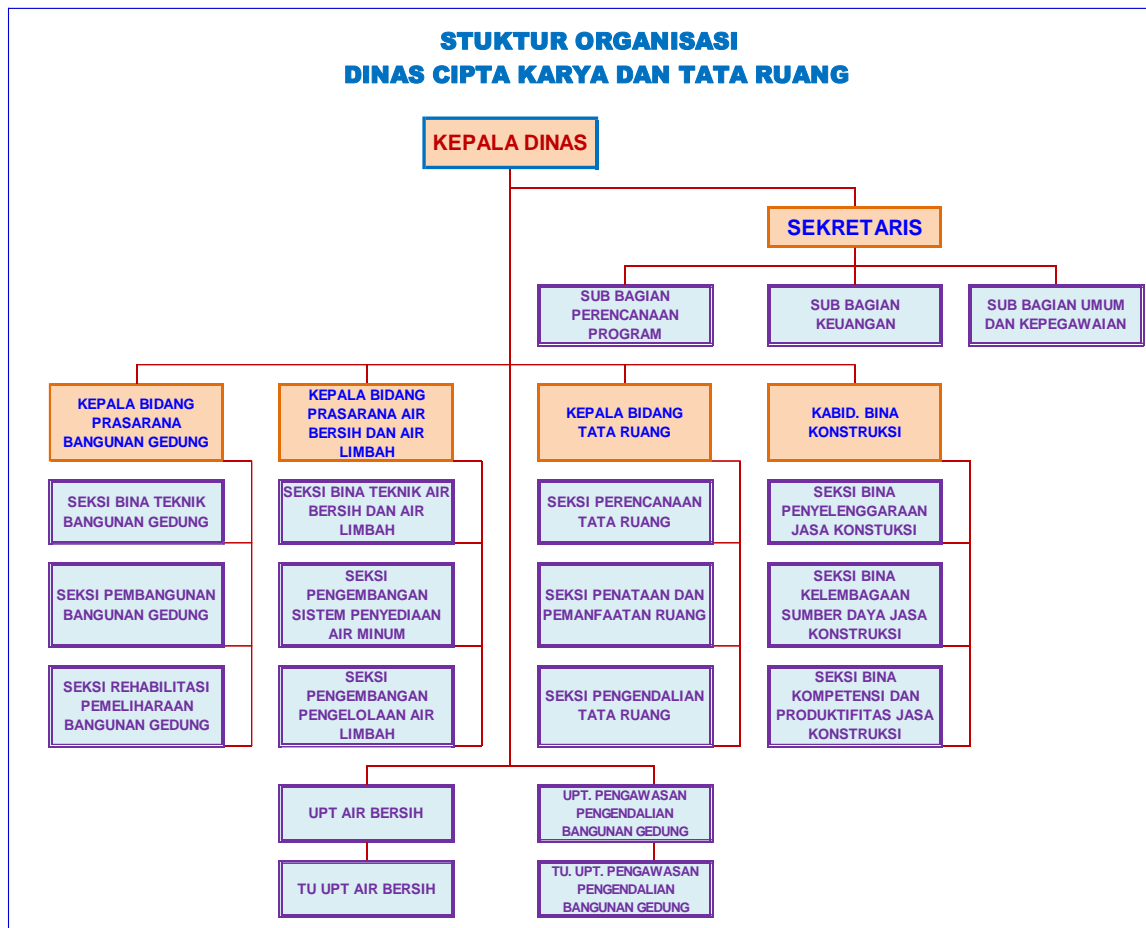 STUKTUR ORGANISASI
DINAS CIPTA KARYA DAN TATA RUANG
KEPALA DINAS
SEKRETARIS
SUB BAGIAN
PERENCANAAN
PROGRAM
SUB BAGIAN
KEUANGAN
SUB BAGIAN UMUM
DAN KEPEGAWAIAN
KEPALA BIDANG
PRASARANA
BANGUNAN GEDUNG
KEPALA BIDANG
PRASARANA AIR
BERSIH DAN AIR
LIMBAH
KEPALA BIDANG
TATA RUANG
KABID. BINA
KONSTRUKSI
SEKSI BINA TEKNIK
BANGUNAN GEDUNG
SEKSI BINA TEKNIK AIR
BERSIH DAN AIR
LIMBAH
SEKSI PERENCANAAN
TATA RUANG
SEKSI BINA
PENYELENGGARAAN
JASA KONSTUKSI
SEKSI PEMBANGUNAN
BANGUNAN GEDUNG
SEKSI
PENGEMBANGAN
SISTEM PENYEDIAAN
AIR MINUM
SEKSI PENATAAN DAN
PEMANFAATAN RUANG
SEKSI BINA
KELEMBAGAAN
SUMBER DAYA JASA
KONSTRUKSI
SEKSI REHABILITASI
PEMELIHARAAN
BANGUNAN GEDUNG
SEKSI
PENGEMBANGAN
PENGELOLAAN AIR
LIMBAH
SEKSI PENGENDALIAN
TATA RUANG
SEKSI BINA
KOMPETENSI DAN
PRODUKTIFITAS JASA
KONSTRUKSI
UPT AIR BERSIH
UPT. PENGAWASAN
PENGENDALIAN
BANGUNAN GEDUNG
TU UPT AIR BERSIH
TU. UPT. PENGAWASAN
PENGENDALIAN
BANGUNAN GEDUNG